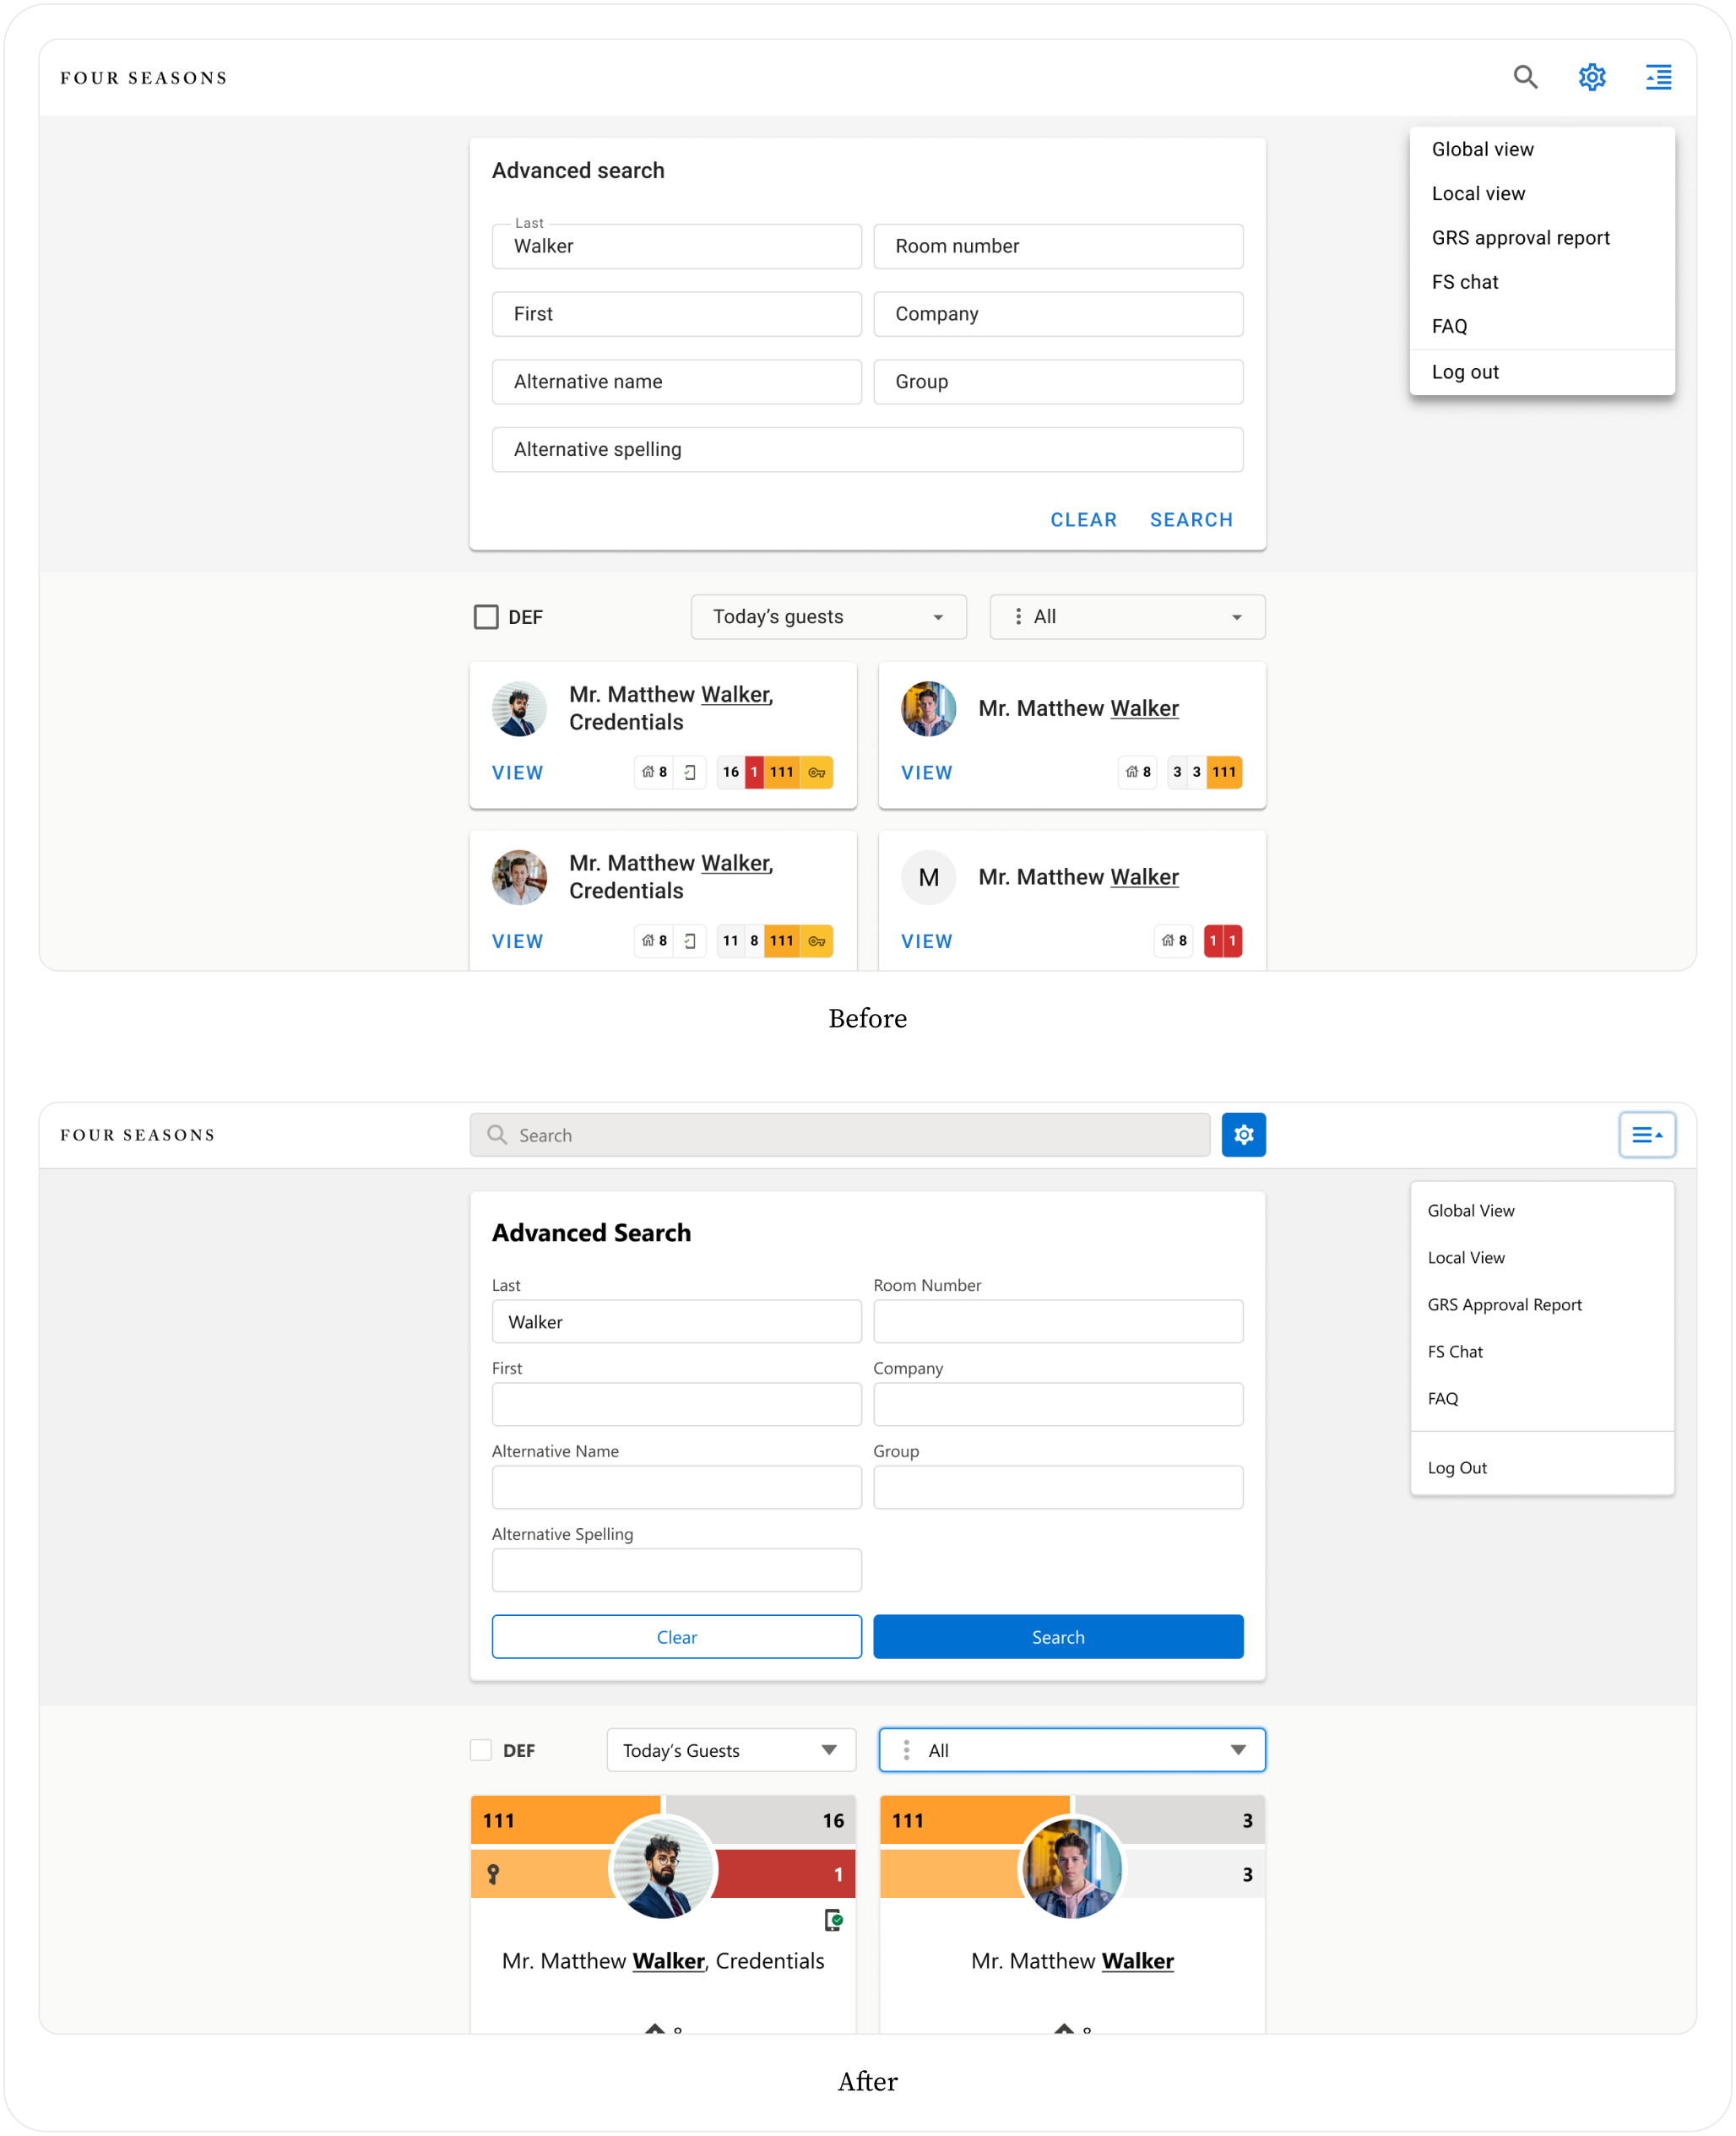 FOUR SEASONS
Global view
Local view
GRS approval report
FS chat
FAQ
Log out
Advanced search
Last
Walker
Room number
First
Company
Alternative name
Group
Alternative spelling
CLEAR
SEARCH
DEF
Today’s guests
All
Mr. Matthew Walker,
Credentials
VIEW
8
16 1 111
Mr. Matthew Walker
VIEW
8
3 3 111
Mr. Matthew Walker,
Credentials
VIEW
8
11 8 111
M
Mr. Matthew Walker
VIEW
8
1 1
Before
FOUR SEASONS
Search
Global View
Local View
GRS Approval Report
FS Chat
FAQ
Log Out
Advanced Search
Last
Walker
Room Number
First
Company
Alternative Name
Group
Alternative Spelling
Clear
Search
DEF
Today’s Guests
All
111
16
1
Mr. Matthew Walker, Credentials
111
3
3
Mr. Matthew Walker
After